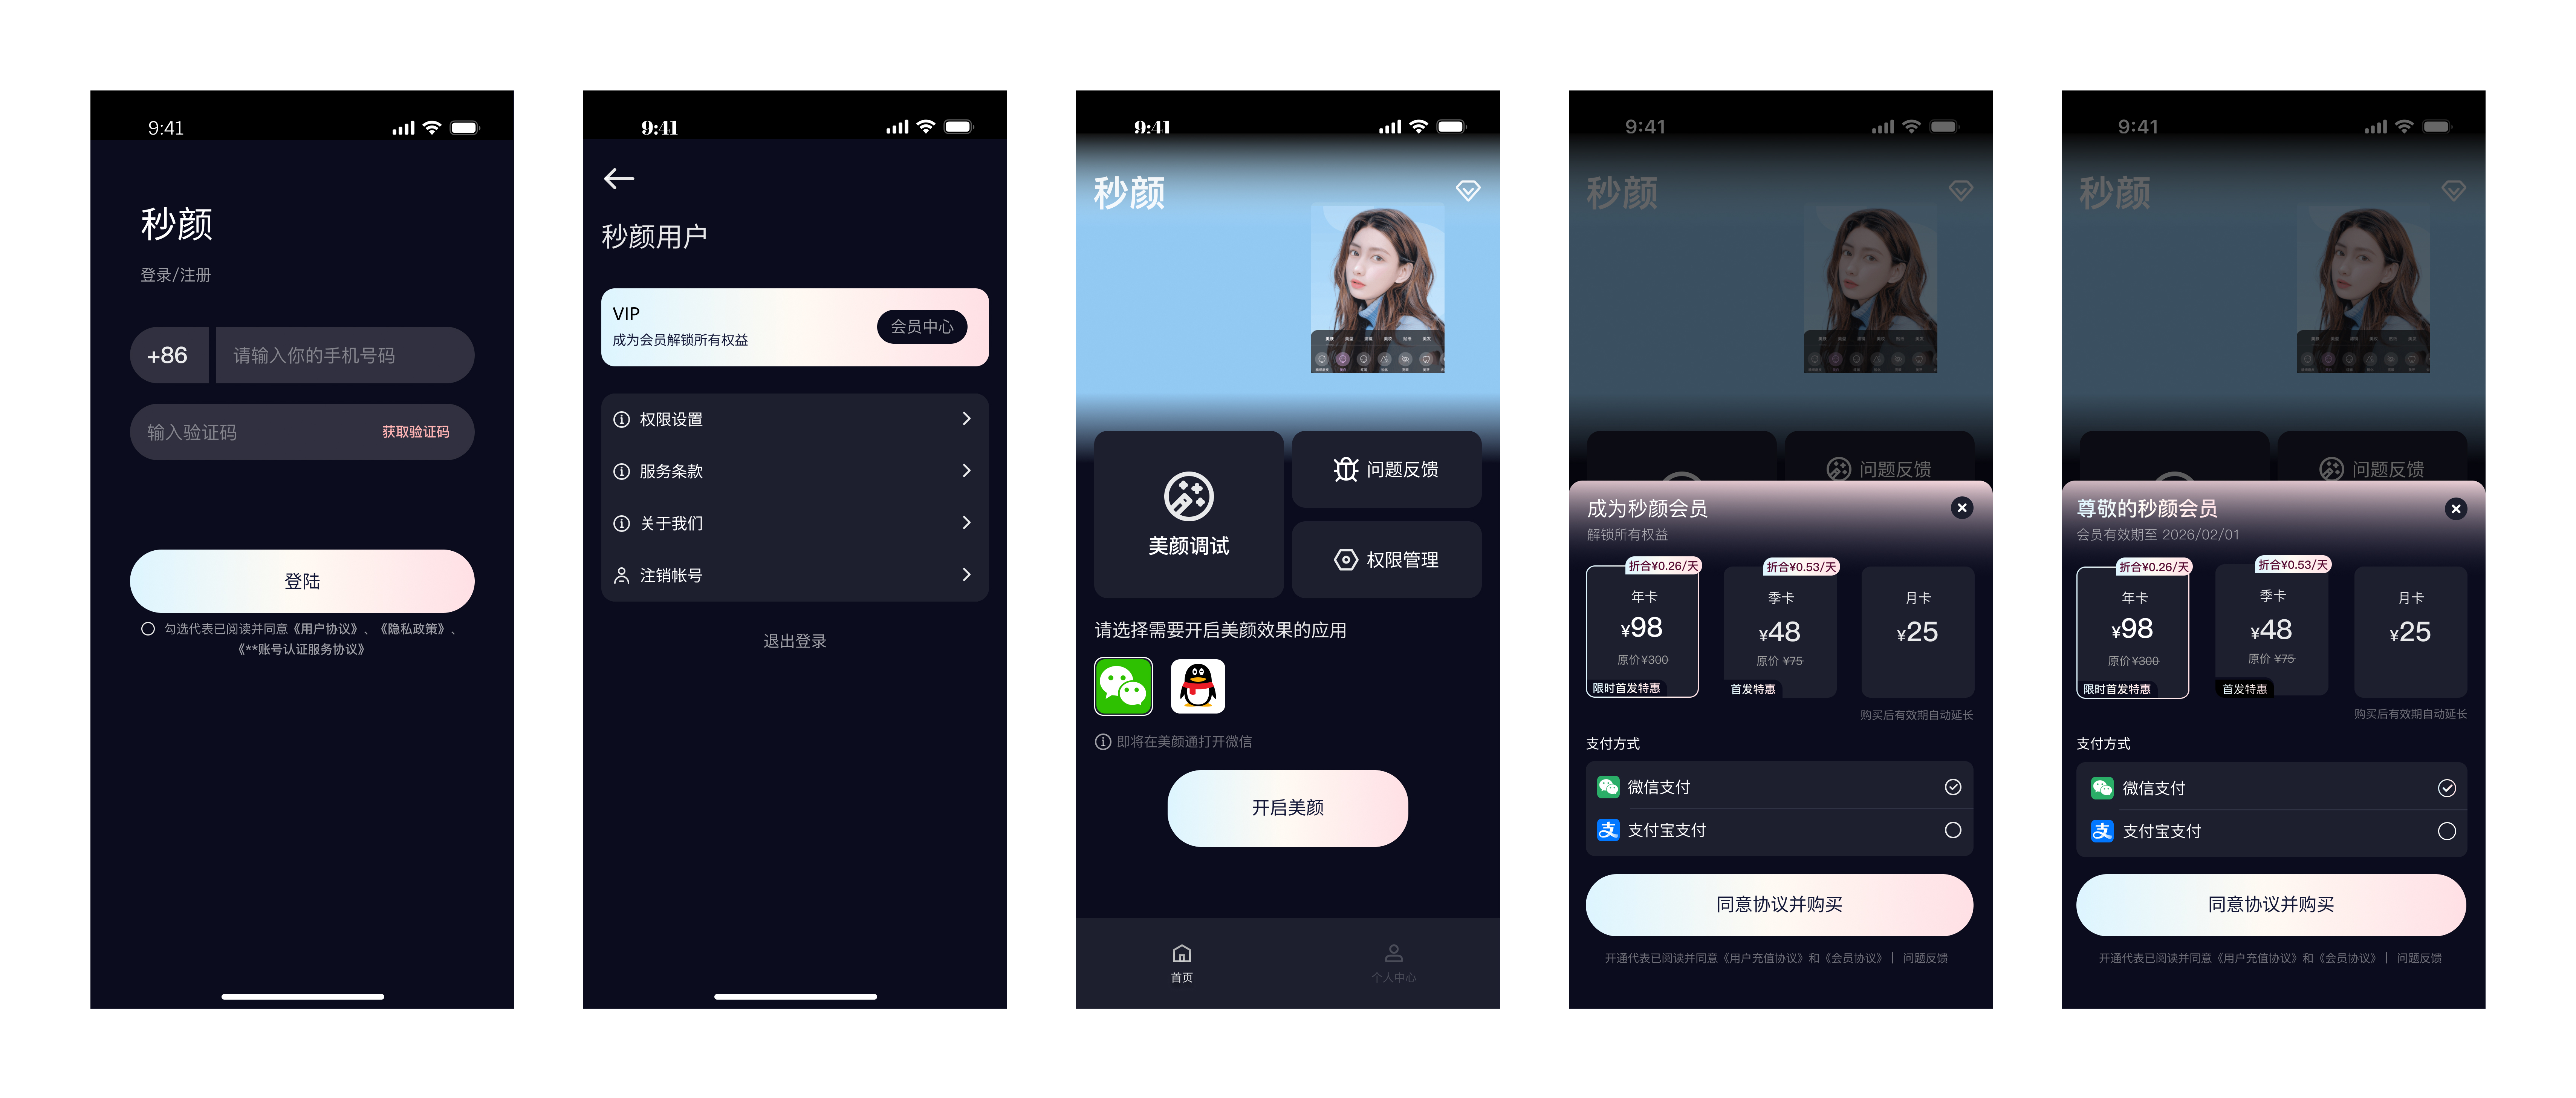 9:41
秒颜
登录/注册
+86
请输入你的手机号码
输入验证码
获取验证码
登陆
勾选代表已阅读并同意《用户协议》、《隐私政策》、
《**账号认证服务协议》
9:41
秒颜用户
VIP
成为会员解锁所有权益
会员中心
权限设置
服务条款
关于我们
注销帐号
退出登录
9:41
秒颜
美颜调试
问题反馈
权限管理
请选择需要开启美颜效果的应用
即将在美颜通打开微信
开启美颜
首页
个人中心
9:41
秒颜
问题反馈
成为秒颜会员
解锁所有权益
折合¥0.26/天
年卡
¥98
原价¥300
限时首发特惠
折合¥0.53/天
季卡
¥48
原价 ¥75
首发特惠
月卡
¥25
购买后有效期自动延长
支付方式
微信支付
支 支付宝支付
同意协议并购买
开通代表已阅读并同意《用户充值协议》和《会员协议》 | 问题反馈
9:41
秒颜
问题反馈
尊敬的秒颜会员
会员有效期至 2026/02/01
折合¥0.26/天
年卡
¥98
原价¥300
限时首发特惠
折合¥0.53/天
季卡
¥48
原价 ¥75
首发特惠
月卡
¥25
购买后有效期自动延长
支付方式
微信支付
支 支付宝支付
同意协议并购买
开通代表已阅读并同意《用户充值协议》和《会员协议》 | 问题反馈